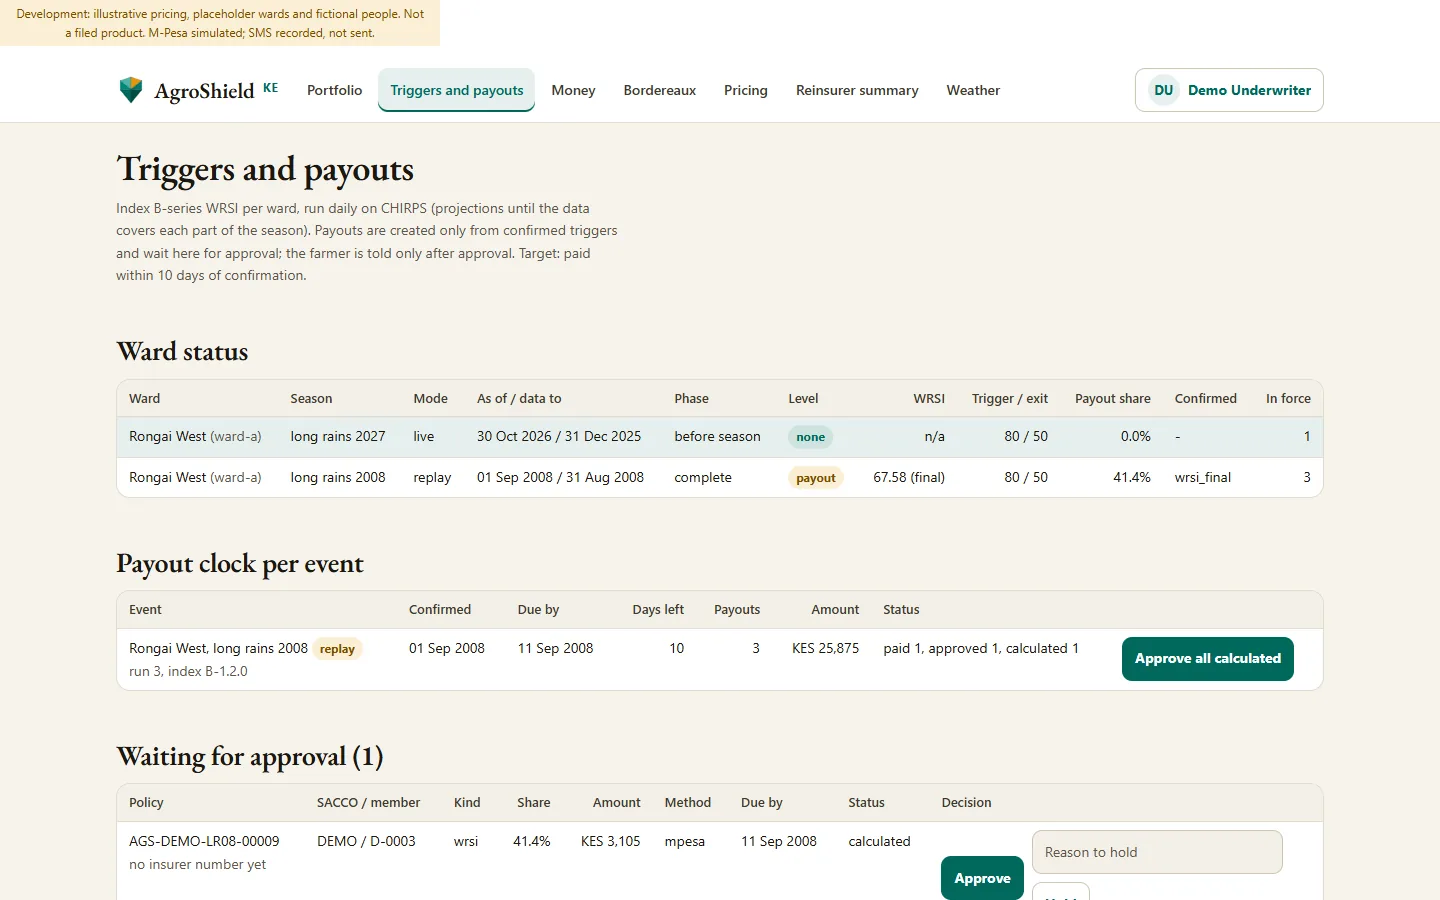 Development: illustrative pricing, placeholder wards and fictional people. Not
a filed product. M-Pesa simulated; SMS recorded, not sent.
AgroShield KE Portfolio Triggers and payouts Money Bordereaux Pricing Reinsurer summary Weather DU Demo Underwriter
Triggers and payouts
Index B-series WRSI per ward, run daily on CHIRPS (projections until the data
covers each part of the season). Payouts are created only from confirmed triggers
and wait here for approval; the farmer is told only after approval. Target: paid
within 10 days of confirmation.
Ward status
Ward Season Mode As of / data to Phase Level WRSI Trigger / exit Payout share Confirmed In force
Rongai West (ward-a) long rains 2027 live 30 Oct 2026 / 31 Dec 2025 before season none n/a 80 / 50 0.0% - 1
Rongai West (ward-a) long rains 2008 replay 01 Sep 2008 / 31 Aug 2008 complete payout 67.58 (final) 80 / 50 41.4% wrsi_final 3
Payout clock per event
Event Confirmed Due by Days left Payouts Amount Status
Rongai West, long rains 2008 replay 01 Sep 2008 11 Sep 2008 10 3 KES 25,875 paid 1, approved 1, calculated 1 Approve all calculated
run 3, index B-1.2.0
Waiting for approval (1)
Policy SACCO / member Kind Share Amount Method Due by Status Decision
AGS-DEMO-LR08-00009 DEMO / D-0003 wrsi 41.4% KES 3,105 mpesa 11 Sep 2008 calculated Reason to hold
no insurer number yet
Approve